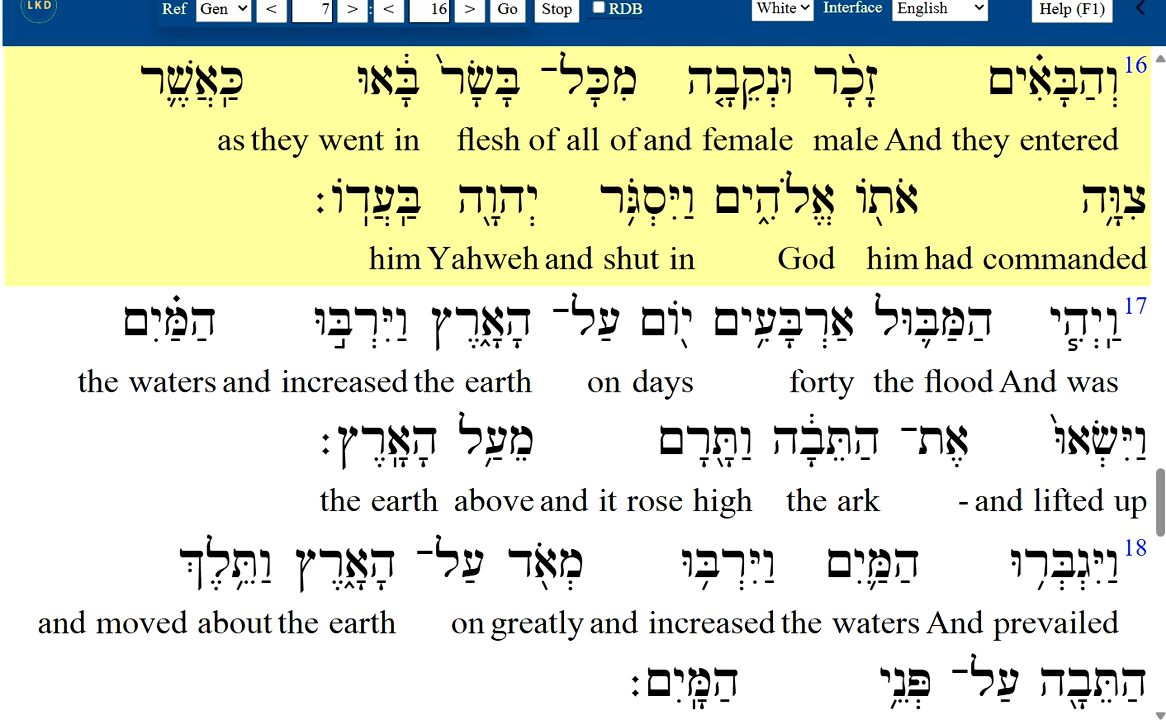 LKD Ref Gen < 7 > : < 16 > Go Stop RDB White Interface English Help (F1) <
16 וְהַבָּאִ֗ים זָכָ֨ר וּנְקֵבָ֤ה מִכָּל־ בָּשָׂר֙ בָּ֔אוּ כַּֽאֲשֶׁ֛ר
as they went in flesh of all of and female male And they entered
צִוָּ֥ה אֹת֖וֹ אֱלֹהִ֑ים וַיִּסְגֹּ֥ר יְהוָ֖ה בַּֽעֲדֽוֹ׃
him Yahweh and shut in God him had commanded
17 וַֽיְהִ֧י הַמַּבּ֛וּל אַרְבָּעִ֥ים י֖וֹם עַל־ הָאָ֑רֶץ וַיִּרְבּ֣וּ הַמַּ֗יִם
the waters and increased the earth on days forty the flood And was
וַיִּשְׂאוּ֙ אֶת־ הַתֵּבָ֔ה וַתָּ֖רָם מֵעַ֥ל הָאָֽרֶץ׃
the earth above and it rose high the ark - and lifted up
18 וַיִּגְבְּר֥וּ הַמַּ֛יִם וַיִּרְבּ֥וּ מְאֹ֖ד עַל־ הָאָ֑רֶץ וַתֵּ֥לֶךְ
and moved about the earth on greatly and increased the waters And prevailed
הַתֵּבָ֖ה עַל־ פְּנֵ֥י הַמָּֽיִם׃